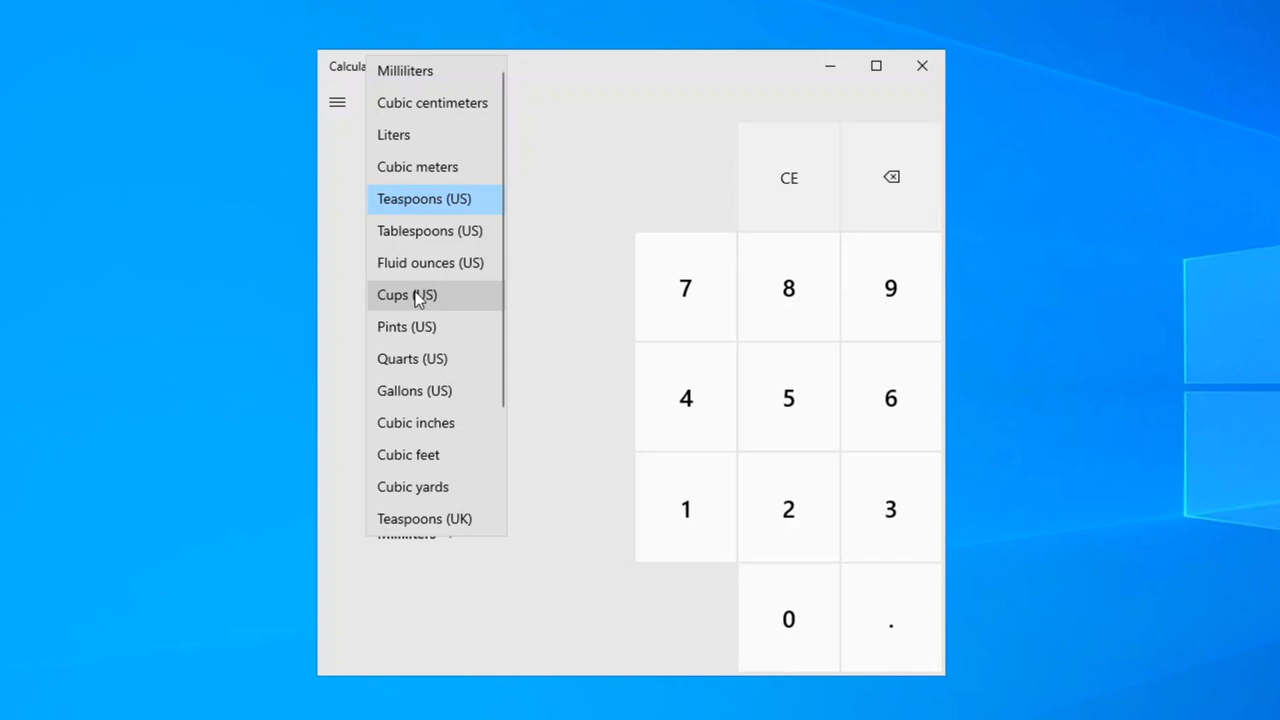 Calcula
Milliliters
Cubic centimeters
Liters
Cubic meters
Teaspoons (US)
Tablespoons (US)
Fluid ounces (US)
Cups (US)
Pints (US)
Quarts (US)
Gallons (US)
Cubic inches
Cubic feet
Cubic yards
Teaspoons (UK)
Milliliters
CE
7 8 9
4 5 6
1 2 3
0 .